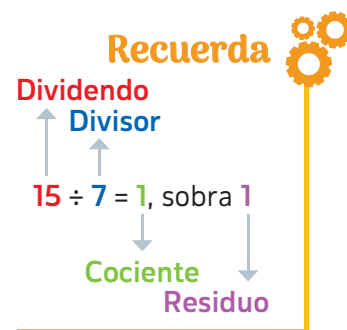 Recuerda
Dividendo
Divisor
15 ÷ 7 = 1, sobra 1
Cociente
Residuo